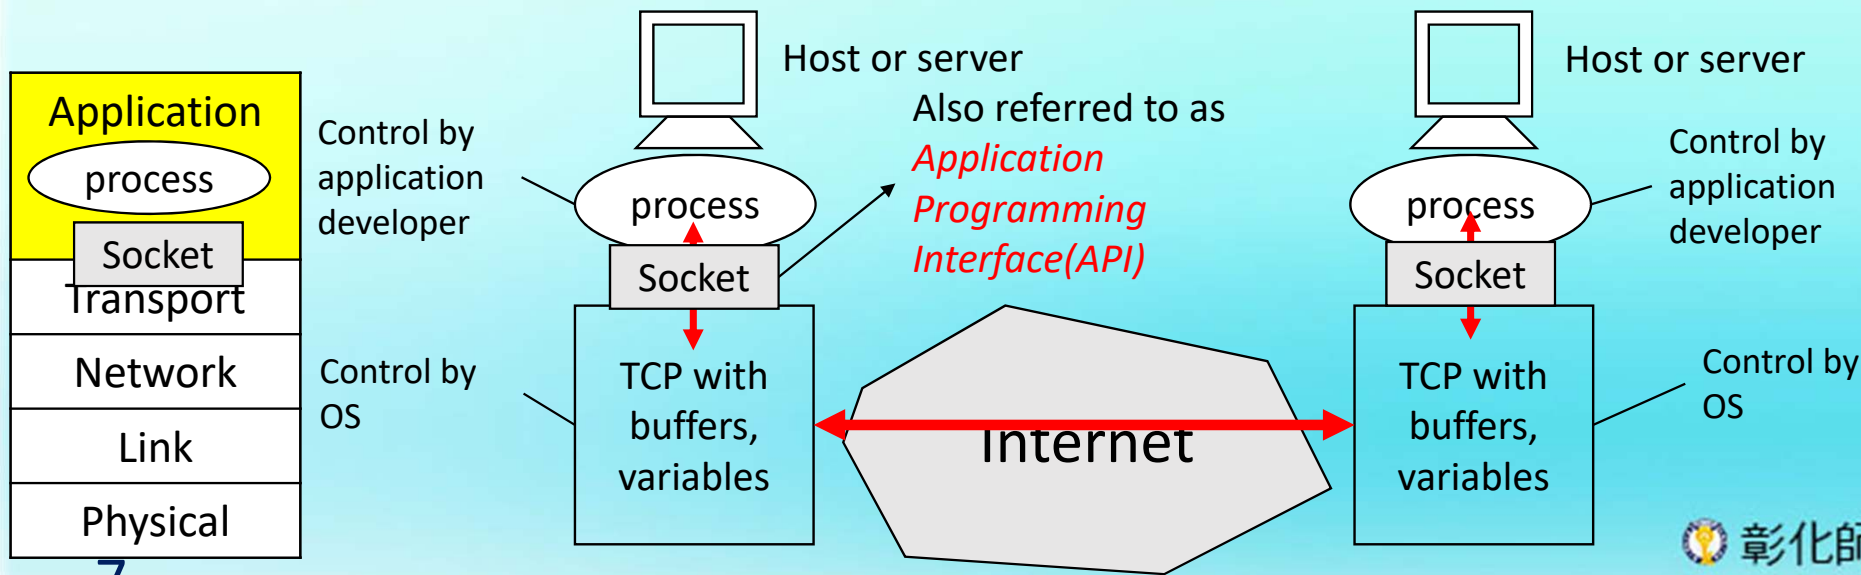 Application
process
Socket
Transport
Network
Link
Physical
7
Control by
application
developer
Control by
OS
process
Socket
TCP with
buffers,
variables
Host or server
Also referred to as
Application
Programming
Interface(API)
Internet
Host or server
process
Socket
TCP with
buffers,
variables
Control by
application
developer
Control by
OS
彰化師